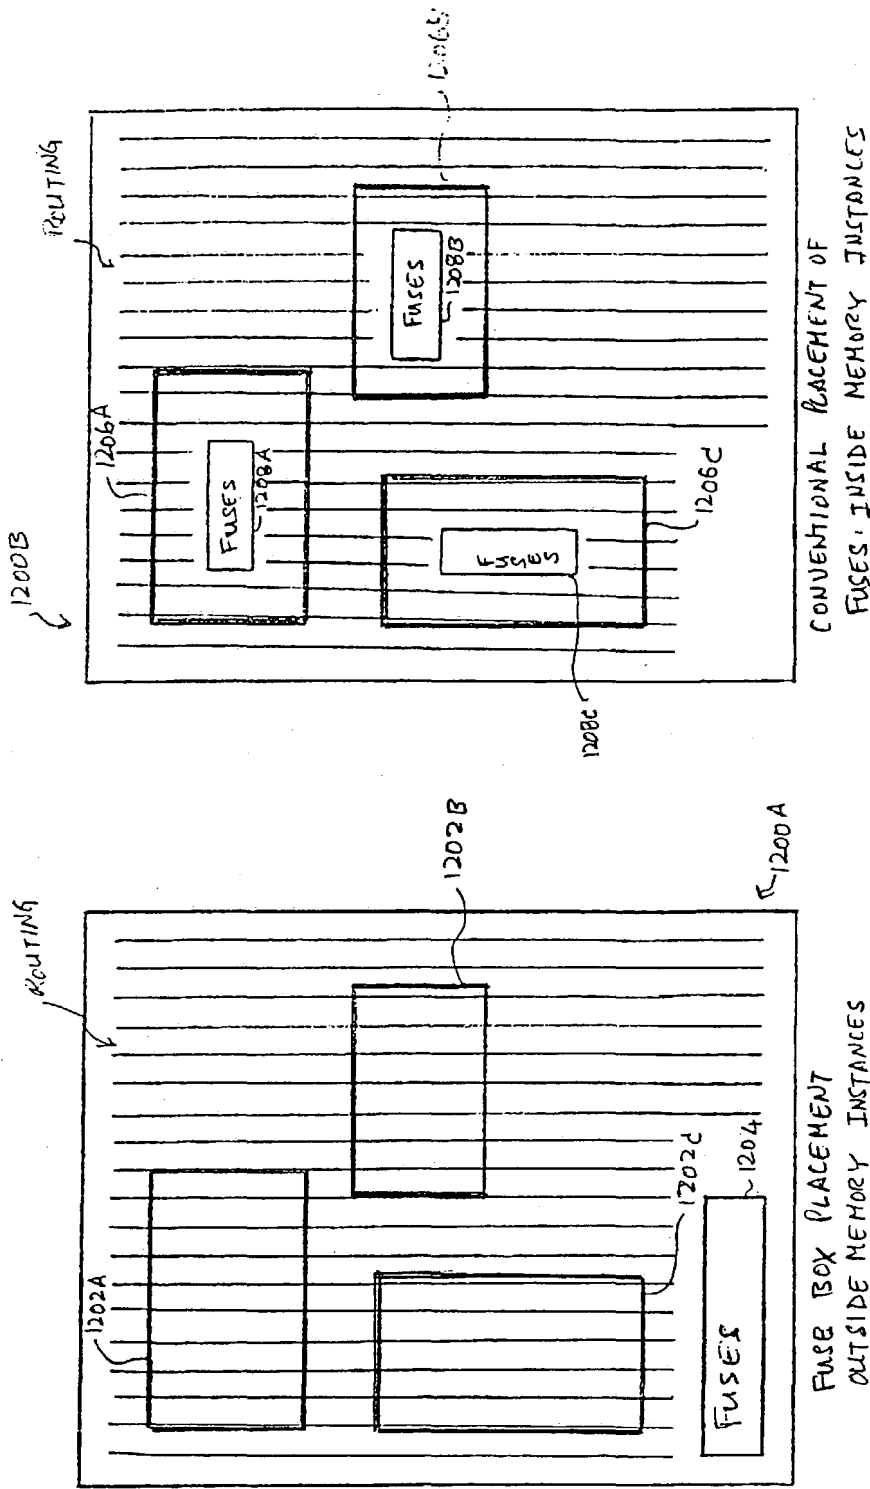 ROUTING
1202A
1202B
1202C
FUSES
1204
1200A
FUSE BOX PLACEMENT
OUTSIDE MEMORY INSTANCES
1200B
ROUTING
1206A
FUSES
1208A
FUSES
1208B
1206C
FUSES
1208C
CONVENTIONAL PLACEMENT OF
FUSES: INSIDE MEMORY INSTANCES